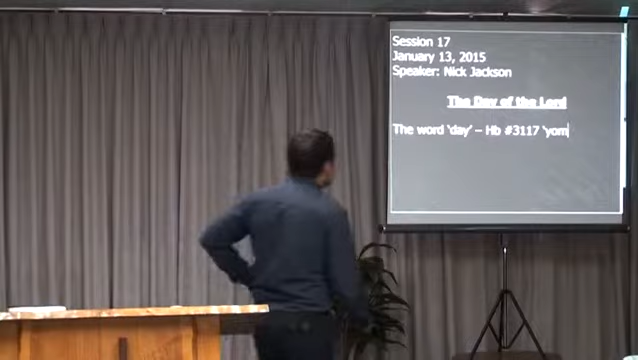 Session 17
January 13, 2015
Speaker: Nick Jackson
The Day of the Lord
The word 'day' – Hb #3117 'yom